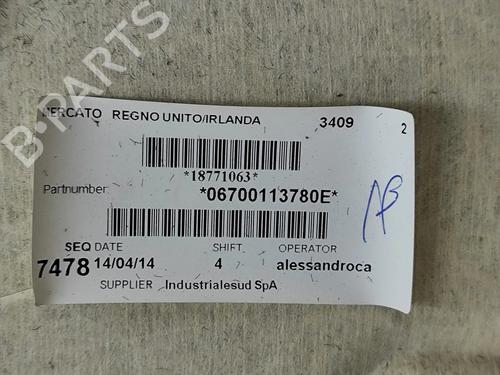 B-PARTS
MERCATO REGNO UNITO/IRLANDA 3409 2
*18771063*
Partnumber: *06700113780E*
SEQ DATE SHIFT OPERATOR
7478 14/04/14 4 alessandroca
SUPPLIER Industrialesud SpA
AB